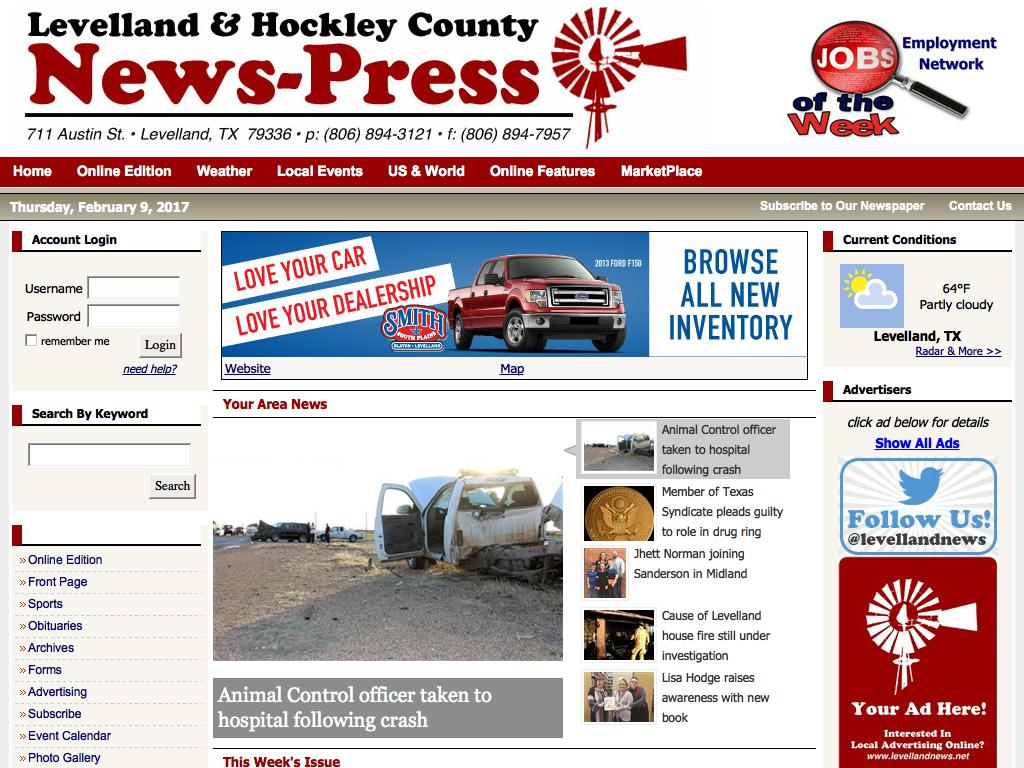 Levelland & Hockley County
News-Press
711 Austin St. • Levelland, TX 79336 • p: (806) 894-3121 • f: (806) 894-7957
JOBS
of the
Week
Employment
Network
Home Online Edition Weather Local Events US & World Online Features MarketPlace
Thursday, February 9, 2017
Subscribe to Our Newspaper Contact Us
Account Login
Username
Password
remember me
Login
need help?
Search By Keyword
Search
» Online Edition
» Front Page
» Sports
» Obituaries
» Archives
» Forms
» Advertising
» Subscribe
» Event Calendar
» Photo Gallery
LOVE YOUR CAR
LOVE YOUR DEALERSHIP
SMITH
SOUTH PLAINS
SLATON - LEVELLAND
2013 FORD F150
BROWSE
ALL NEW
INVENTORY
Website
Map
Your Area News
Animal Control officer taken to
hospital following crash
Animal Control officer
taken to hospital
following crash
Member of Texas
Syndicate pleads guilty
to role in drug ring
Jhett Norman joining
Sanderson in Midland
Cause of Levelland
house fire still under
investigation
Lisa Hodge raises
awareness with new
book
This Week's Issue
Current Conditions
64°F
Partly cloudy
Levelland, TX
Radar & More >>
Advertisers
click ad below for details
Show All Ads
Follow Us!
@levellandnews
Your Ad Here!
Interested In
Local Advertising Online?
www.levellandnews.net